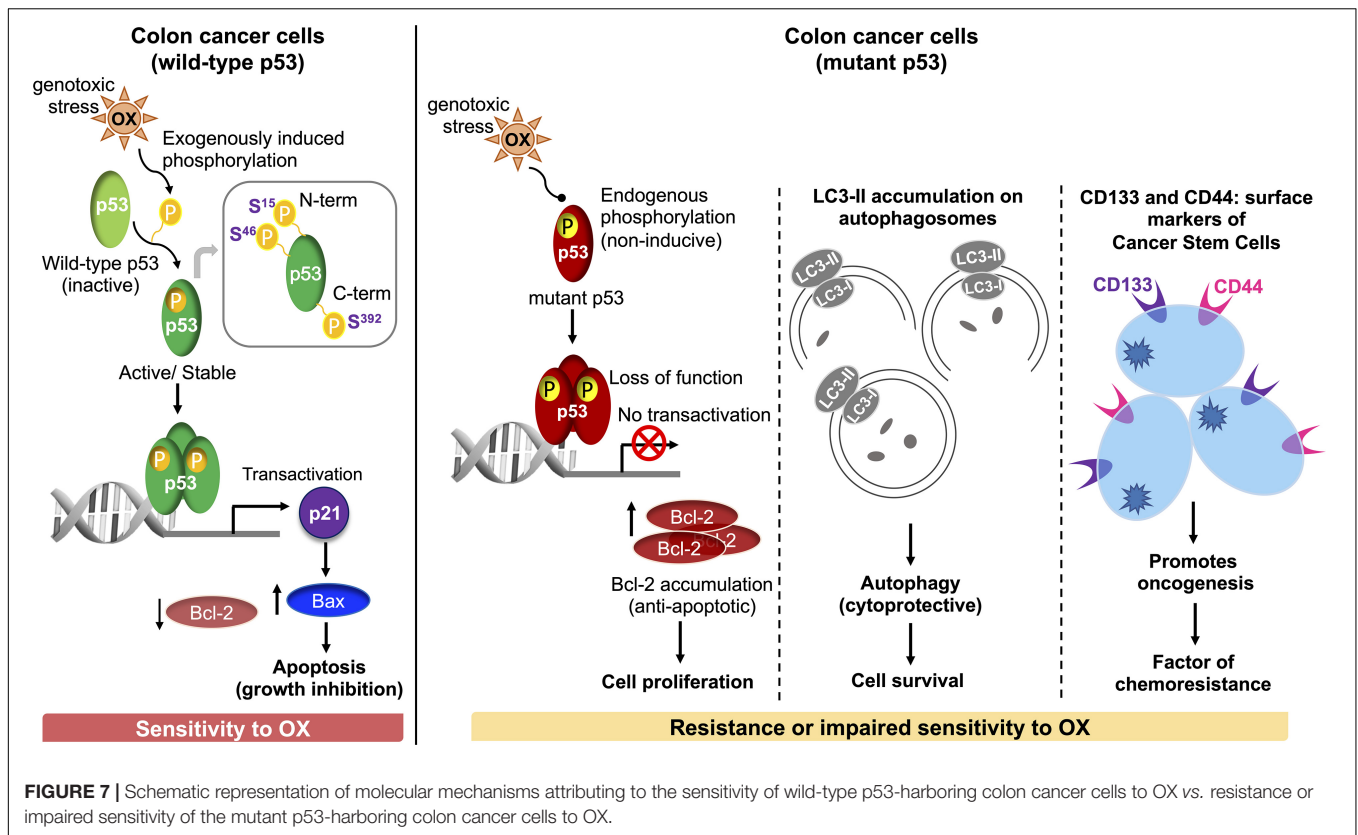 Colon cancer cells
(wild-type p53)
genotoxic
stress
OX
Exogenously induced
phosphorylation
p53
P
Wild-type p53
(inactive)
P
p53
Active/ Stable
S15
P
N-term
S46
P
p53
C-term
P
S392
P
P
p53
Transactivation
p21
Bcl-2
Bax
Apoptosis
(growth inhibition)
Sensitivity to OX
Colon cancer cells
(mutant p53)
genotoxic
stress
OX
Endogenous
phosphorylation
(non-inducive)
P
p53
mutant p53
P
P
p53
Loss of function
No transactivation
Bcl-2
Bcl-2
Bcl-2
Bcl-2 accumulation
(anti-apoptotic)
Cell proliferation
LC3-II accumulation on
autophagosomes
LC3-II
LC3-I
LC3-II
LC3-I
LC3-II
LC3-I
Autophagy
(cytoprotective)
Cell survival
CD133 and CD44: surface
markers of
Cancer Stem Cells
CD133
CD44
Promotes
oncogenesis
Factor of
chemoresistance
Resistance or impaired sensitivity to OX
FIGURE 7 | Schematic representation of molecular mechanisms attributing to the sensitivity of wild-type p53-harboring colon cancer cells to OX vs. resistance or
impaired sensitivity of the mutant p53-harboring colon cancer cells to OX.